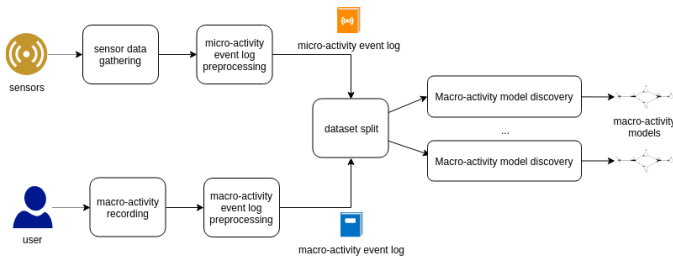 sensors
sensor data
gathering
micro-activity
event log
preprocessing
micro-activity event log
dataset split
Macro-activity model discovery
...
Macro-activity model discovery
macro-activity
models
user
macro-activity
recording
macro-activity
event log
preprocessing
macro-activity event log